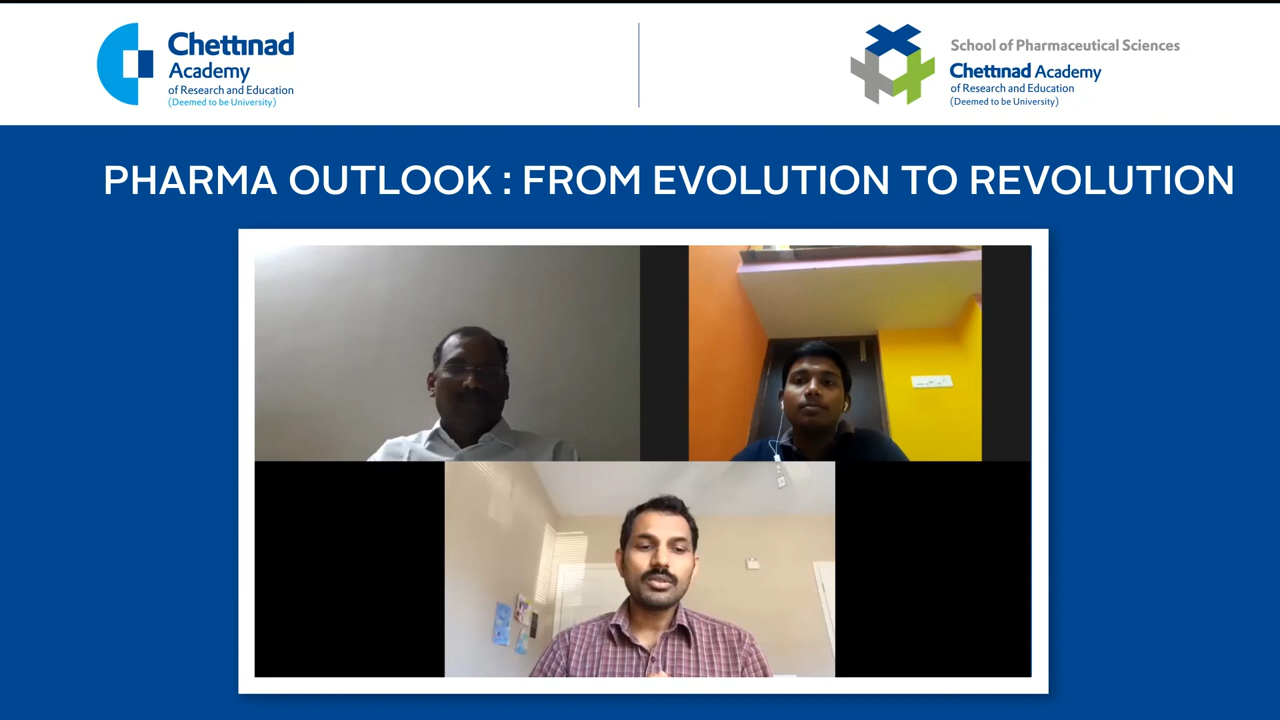 Chettinad
Academy
of Research and Education
(Deemed to be University)
School of Pharmaceutical Sciences
Chettinad Academy
of Research and Education
(Deemed to be University)
PHARMA OUTLOOK : FROM EVOLUTION TO REVOLUTION